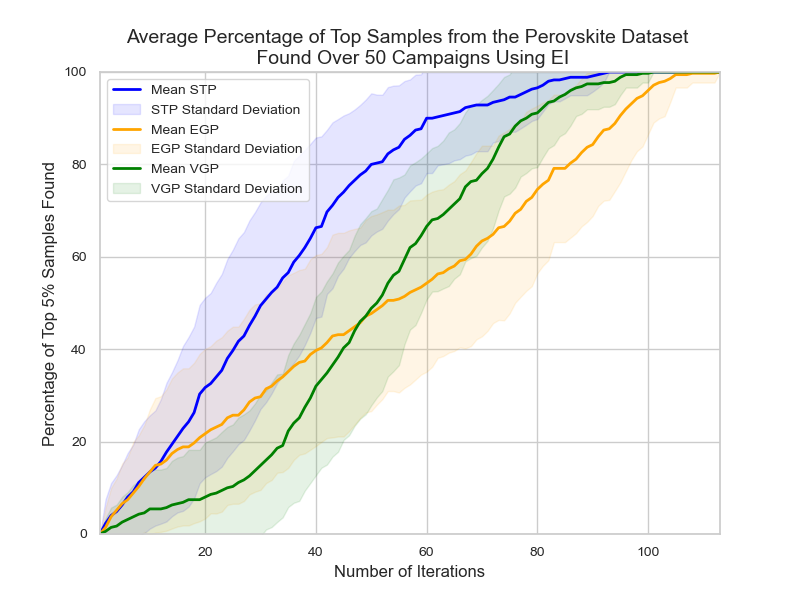 Average Percentage of Top Samples from the Perovskite Dataset
Found Over 50 Campaigns Using EI
100
80
60
40
20
0
Percentage of Top 5% Samples Found
Mean STP
STP Standard Deviation
Mean EGP
EGP Standard Deviation
Mean VGP
VGP Standard Deviation
20 40 60 80 100
Number of Iterations